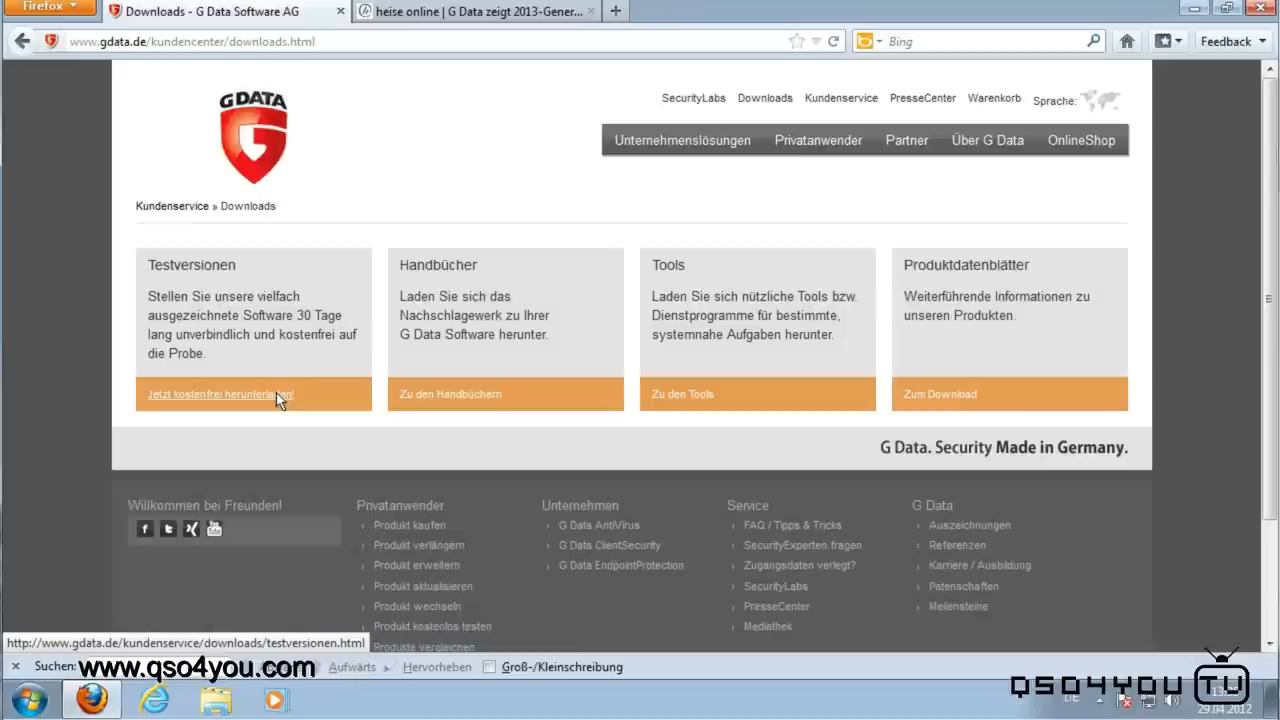 Firefox
Downloads - G Data Software AG
heise online | G Data zeigt 2013-Gener...
www.gdata.de/kundencenter/downloads.html
Bing
Feedback
G DATA
SecurityLabs Downloads Kundenservice PresseCenter Warenkorb Sprache:
Unternehmenslösungen Privatanwender Partner Über G Data OnlineShop
Kundenservice » Downloads
Testversionen
Stellen Sie unsere vielfach
ausgezeichnete Software 30 Tage
lang unverbindlich und kostenfrei auf
die Probe.
Jetzt kostenfrei herunterladen!
Handbücher
Laden Sie sich das
Nachschlagewerk zu Ihrer
G Data Software herunter.
Zu den Handbüchern
Tools
Laden Sie sich nützliche Tools bzw.
Dienstprogramme für bestimmte,
systemnahe Aufgaben herunter.
Zu den Tools
Produktdatenblätter
Weiterführende Informationen zu
unseren Produkten.
Zum Download
G Data. Security Made in Germany.
Willkommen bei Freunden!
Privatanwender
Produkt kaufen
Produkt verlängern
Produkt erweitern
Produkt aktualisieren
Produkt wechseln
Produkt kostenlos testen
Produkte vergleichen
Unternehmen
G Data AntiVirus
G Data ClientSecurity
G Data EndpointProtection
Service
FAQ / Tipps & Tricks
SecurityExperten fragen
Zugangsdaten verlegt?
SecurityLabs
PresseCenter
Mediathek
G Data
Auszeichnungen
Referenzen
Karriere / Ausbildung
Patenschaften
Meilensteine
http://www.gdata.de/kundenservice/downloads/testversionen.html
Suchen: Aufwärts Hervorheben Groß-/Kleinschreibung
www.qso4you.com
QSO4YOU TV
DE
29.04.2012